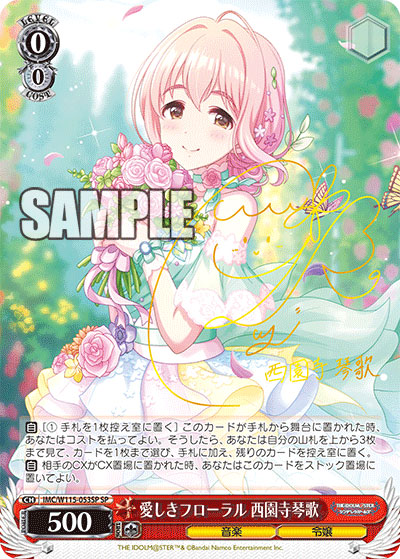 LEVEL
0
0
COST
SAMPLE
西園寺琴歌
自 [① 手札を1枚控え室に置く] このカードが手札から舞台に置かれた時、
あなたはコストを払ってよい。そうしたら、あなたは自分の山札を上から3枚
まで見て、カードを1枚まで選び、手札に加え、残りのカードを控え室に置く。
自 相手のCXがCX置場に置かれた時、あなたはこのカードをストック置場
に置いてよい。
CH IMC/W115-053SP SP
愛しきフローラル 西園寺琴歌
500
音楽
令嬢
THE IDOLM@STER™& ©Bandai Namco Entertainment Inc.